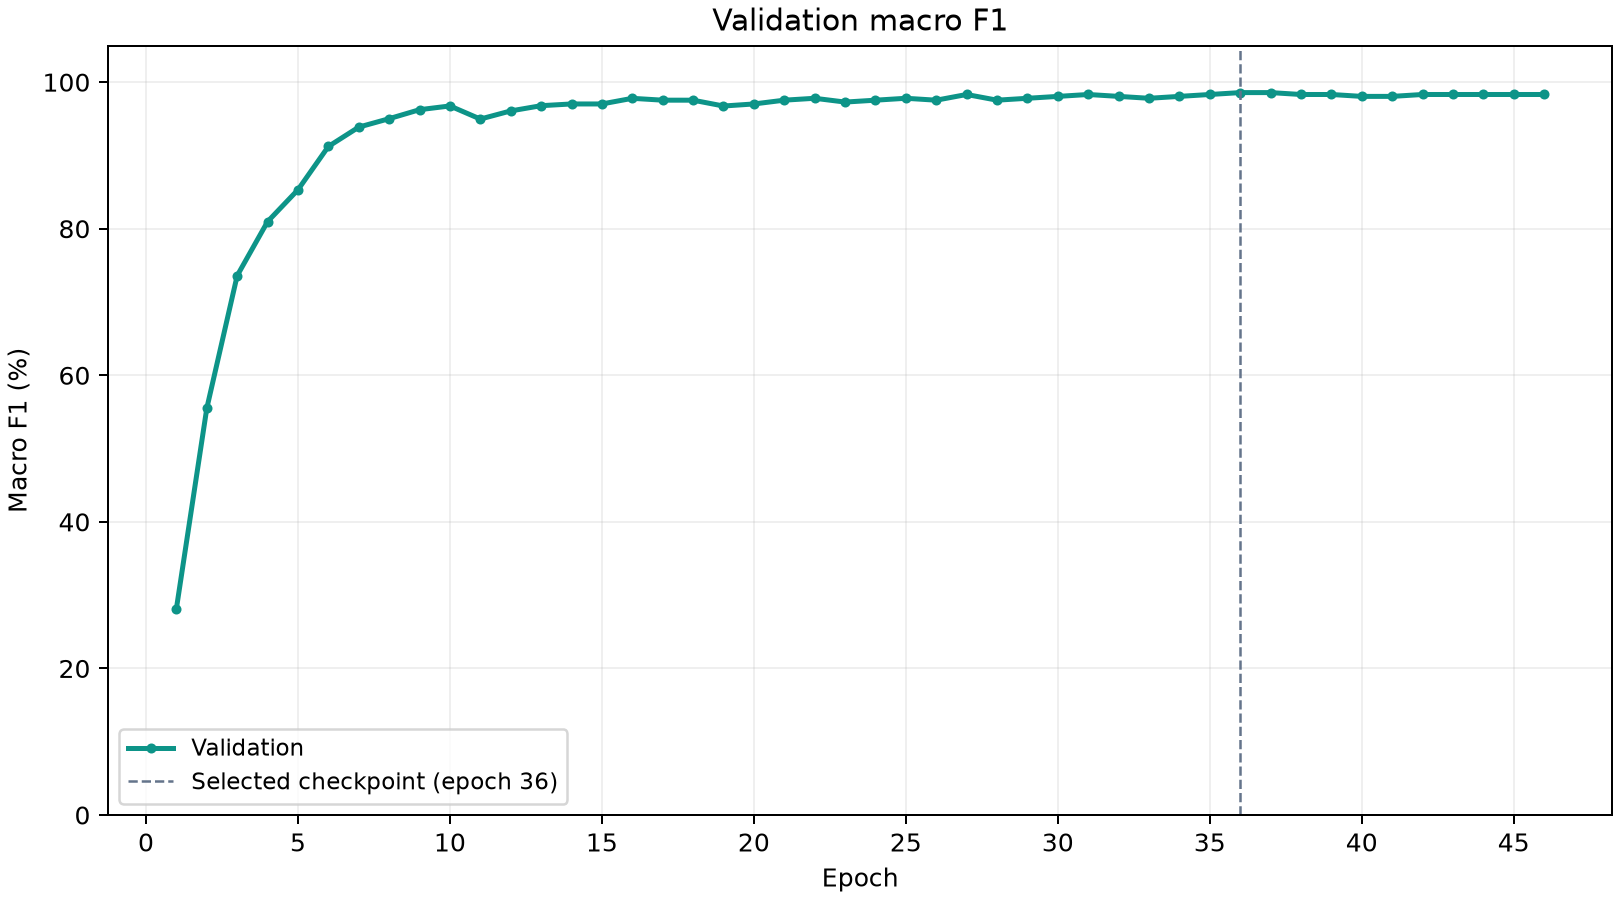 Validation macro F1
Macro F1 (%)
100
80
60
40
20
0
Validation
Selected checkpoint (epoch 36)
0 5 10 15 20 25 30 35 40 45
Epoch